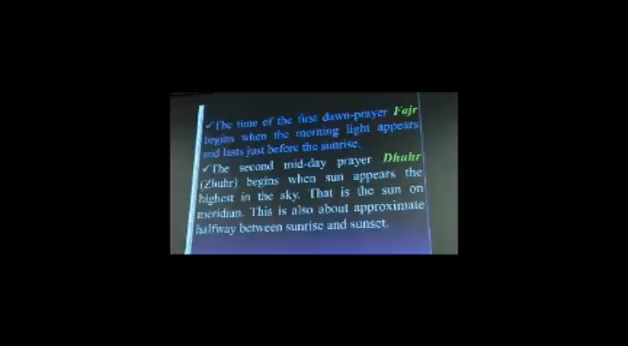 ✓The time of the first dawn-prayer Fajr
begins when the morning light appears
and lasts just before the sunrise.
✓The second mid-day prayer Dhuhr
(Zhuhr) begins when sun appears the
highest in the sky. That is the sun on
meridian. This is also about approximate
halfway between sunrise and sunset.